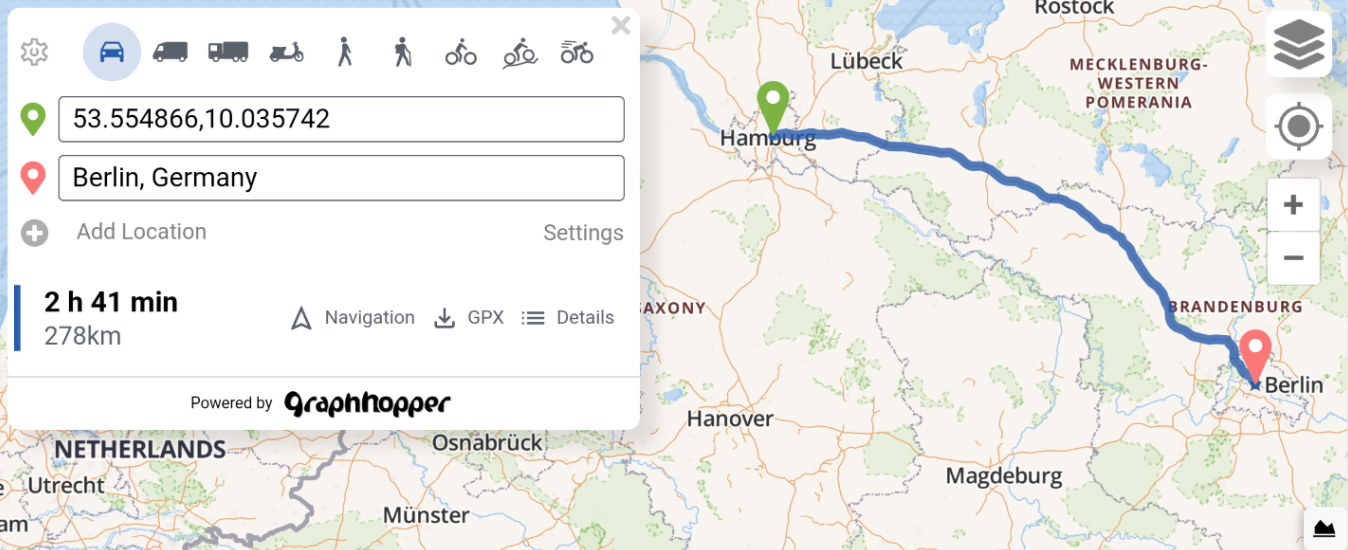 53.554866,10.035742
Berlin, Germany
Add Location Settings
2 h 41 min
278km
Navigation GPX Details
Powered by graphhopper
Rostock
Lübeck
MECKLENBURG-
WESTERN
POMERANIA
Hamburg
SAXONY
BRANDENBURG
Berlin
Hanover
NETHERLANDS
Osnabrück
Utrecht
Magdeburg
Münster
am